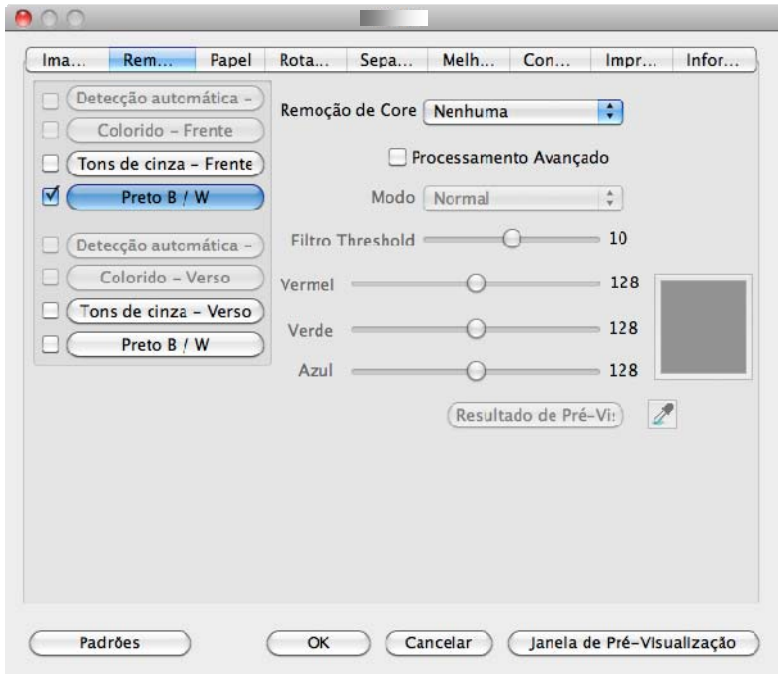 Ima... Rem... Papel Rota... Sepa... Melh... Con... Impr... Infor...
Detecção automática –
Colorido – Frente
Tons de cinza – Frente
Preto B / W
Detecção automática –
Colorido – Verso
Tons de cinza – Verso
Preto B / W
Remoção de Core Nenhuma
Processamento Avançado
Modo Normal
Filtro Threshold 10
Vermel 128
Verde 128
Azul 128
Resultado de Pré-Vi:
Padrões OK Cancelar Janela de Pré-Visualização